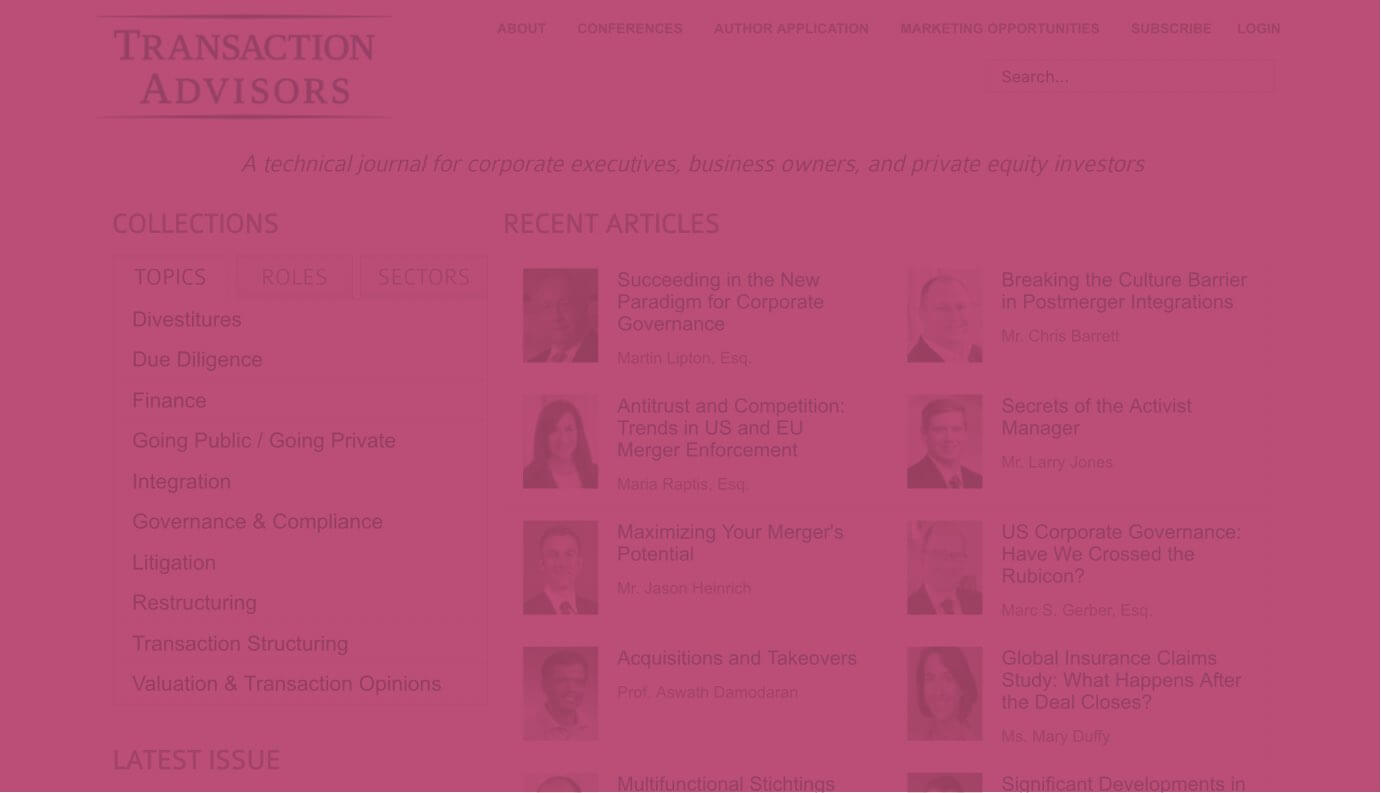 TRANSACTION
ADVISORS
ABOUT CONFERENCES AUTHOR APPLICATION MARKETING OPPORTUNITIES SUBSCRIBE LOGIN
Search...
A technical journal for corporate executives, business owners, and private equity investors
COLLECTIONS
TOPICS ROLES SECTORS
Divestitures
Due Diligence
Finance
Going Public / Going Private
Integration
Governance & Compliance
Litigation
Restructuring
Transaction Structuring
Valuation & Transaction Opinions
LATEST ISSUE
RECENT ARTICLES
Succeeding in the New
Paradigm for Corporate
Governance
Martin Lipton, Esq.
Breaking the Culture Barrier
in Postmerger Integrations
Mr. Chris Barrett
Antitrust and Competition:
Trends in US and EU
Merger Enforcement
Maria Raptis, Esq.
Secrets of the Activist
Manager
Mr. Larry Jones
Maximizing Your Merger's
Potential
Mr. Jason Heinrich
US Corporate Governance:
Have We Crossed the
Rubicon?
Marc S. Gerber, Esq.
Acquisitions and Takeovers
Prof. Aswath Damodaran
Global Insurance Claims
Study: What Happens After
the Deal Closes?
Ms. Mary Duffy
Multifunctional Stichtings
Significant Developments in